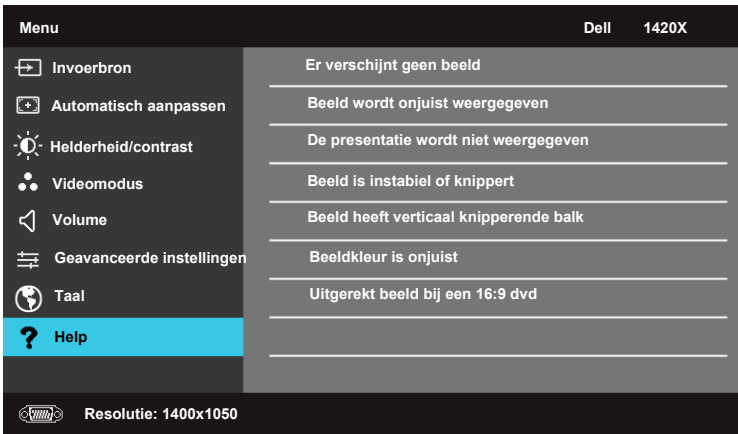 Menu Dell 1420X
Invoerbron
Automatisch aanpassen
Helderheid/contrast
Videomodus
Volume
Geavanceerde instellingen
Taal
Help
Er verschijnt geen beeld
Beeld wordt onjuist weergegeven
De presentatie wordt niet weergegeven
Beeld is instabiel of knippert
Beeld heeft verticaal knipperende balk
Beeldkleur is onjuist
Uitgerekt beeld bij een 16:9 dvd
Resolutie: 1400x1050